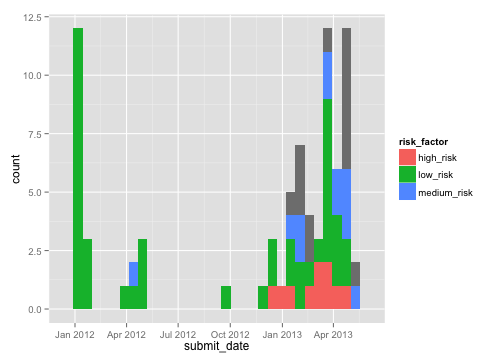 12.5
10.0
7.5
5.0
2.5
0.0
count
Jan 2012 Apr 2012 Jul 2012 Oct 2012 Jan 2013 Apr 2013
submit_date
risk_factor
high_risk
low_risk
medium_risk